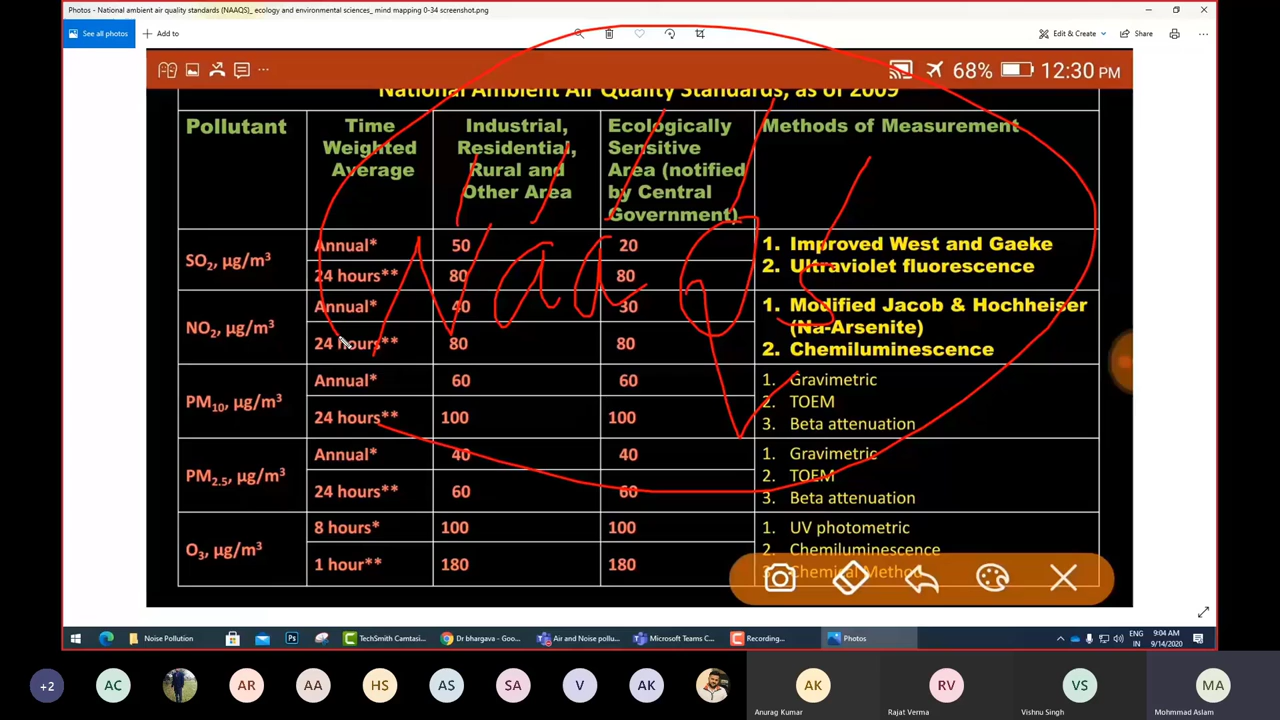 Photos - National ambient air quality standards (NAAQS)_ ecology and environmental sciences_ mind mapping 0-34 screenshot.png
See all photos
Add to
Edit & Create
Share
68%
12:30 PM
National Ambient Air Quality Standards, as of 2009
Pollutant
Time
Weighted
Average
Industrial,
Residential,
Rural and
Other Area
Ecologically
Sensitive
Area (notified
by Central
Government)
Methods of Measurement
SO2, µg/m3
Annual* 50 20
24 hours** 80 80
1. Improved West and Gaeke
2. Ultraviolet fluorescence
NO2, µg/m3
Annual* 40 30
24 hours** 80 80
1. Modified Jacob & Hochheiser
(Na-Arsenite)
2. Chemiluminescence
PM10, µg/m3
Annual* 60 60
24 hours** 100 100
1. Gravimetric
2. TOEM
3. Beta attenuation
PM2.5, µg/m3
Annual* 40 40
24 hours** 60 60
1. Gravimetric
2. TOEM
3. Beta attenuation
O3, µg/m3
8 hours* 100 100
1 hour** 180 180
1. UV photometric
2. Chemiluminescence
3. Chemical Method
Naaqs
Noise Pollution
TechSmith Camtasi...
Dr bhargava - Goo...
Air and Noise pollu...
Microsoft Teams C...
Recording...
Photos
ENG
IN
9:04 AM
9/14/2020
+2
AC
AR
AA
HS
AS
SA
V
AK
AK
RV
VS
MA
Anurag Kumar
Rajat Verma
Vishnu Singh
Mohmmad Aslam